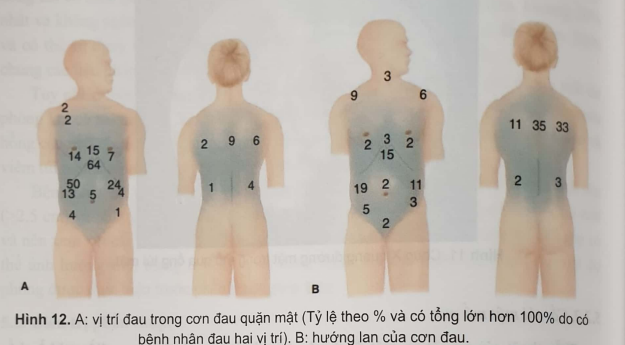 3
2
9
6
2
14 15 7
64
2 9 6
2 3 2
15
11 35 33
50
24
13 5 4
1 4
19 2 11
2 3
4
1
5
3
2
A
B
Hình 12. A: vị trí đau trong cơn đau quặn mật (Tỷ lệ theo % và có tổng lớn hơn 100% do có
bệnh nhân đau hai vị trí). B: hướng lan của cơn đau.